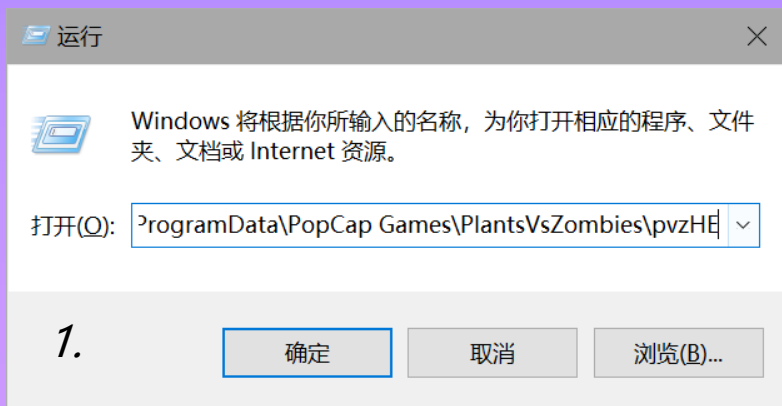 运行
Windows 将根据你所输入的名称，为你打开相应的程序、文件
夹、文档或 Internet 资源。
打开(O): ProgramData\PopCap Games\PlantsVsZombies\pvzHE
1.
确定 取消 浏览(B)...